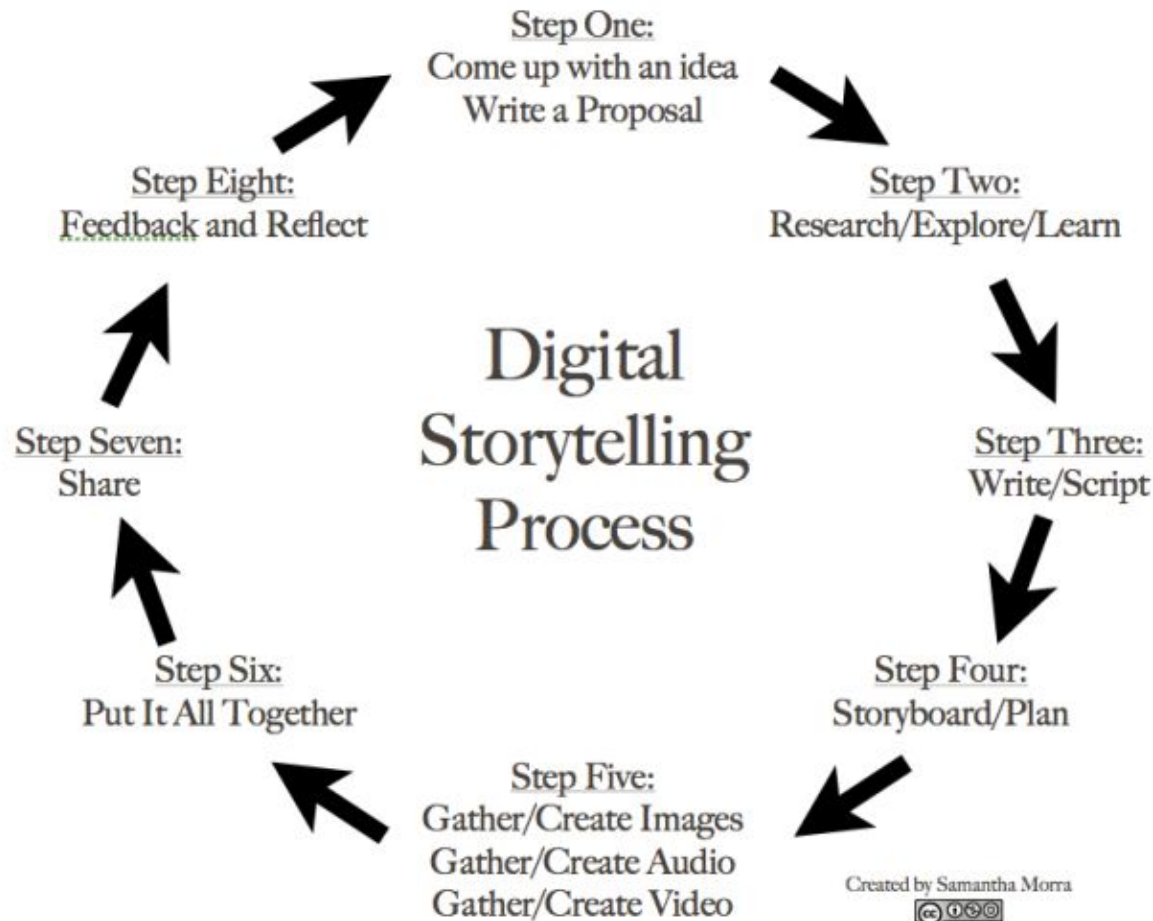 Step One:
Come up with an idea
Write a Proposal
Step Two:
Research/Explore/Learn
Step Three:
Write/Script
Step Four:
Storyboard/Plan
Step Five:
Gather/Create Images
Gather/Create Audio
Gather/Create Video
Step Six:
Put It All Together
Step Seven:
Share
Step Eight:
Feedback and Reflect
Digital
Storytelling
Process
Created by Samantha Morra
cc